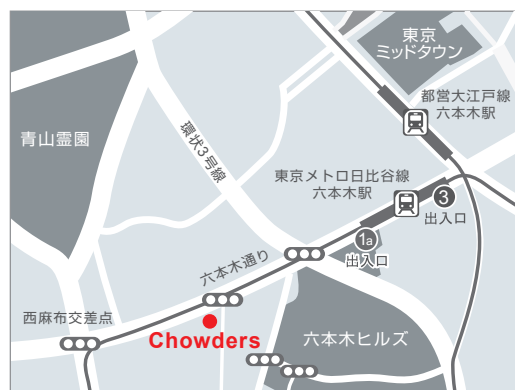 東京
ミッドタウン
都営大江戸線
六本木駅
青山霊園
環状3号線
東京メトロ日比谷線
六本木駅
3
出入口
1a
出入口
六本木通り
西麻布交差点
Chowders
六本木ヒルズ